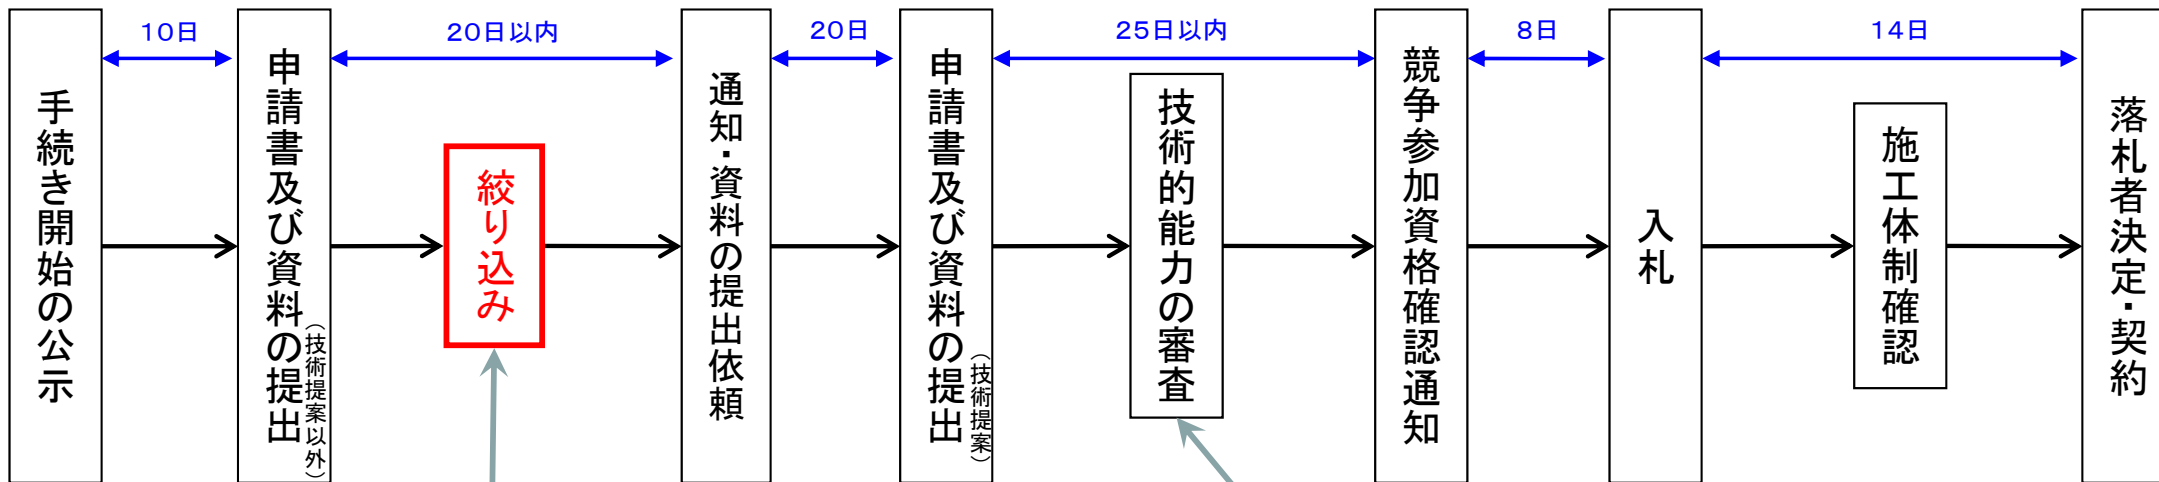 手続き開始の公示
10日
申請書及び資料の提出
（技術提案以外）
20日以内
絞り込み
通知・資料の提出依頼
20日
申請書及び資料の提出
（技術提案）
25日以内
技術的能力の審査
競争参加資格確認通知
8日
入札
14日
施工体制確認
落札者決定・契約